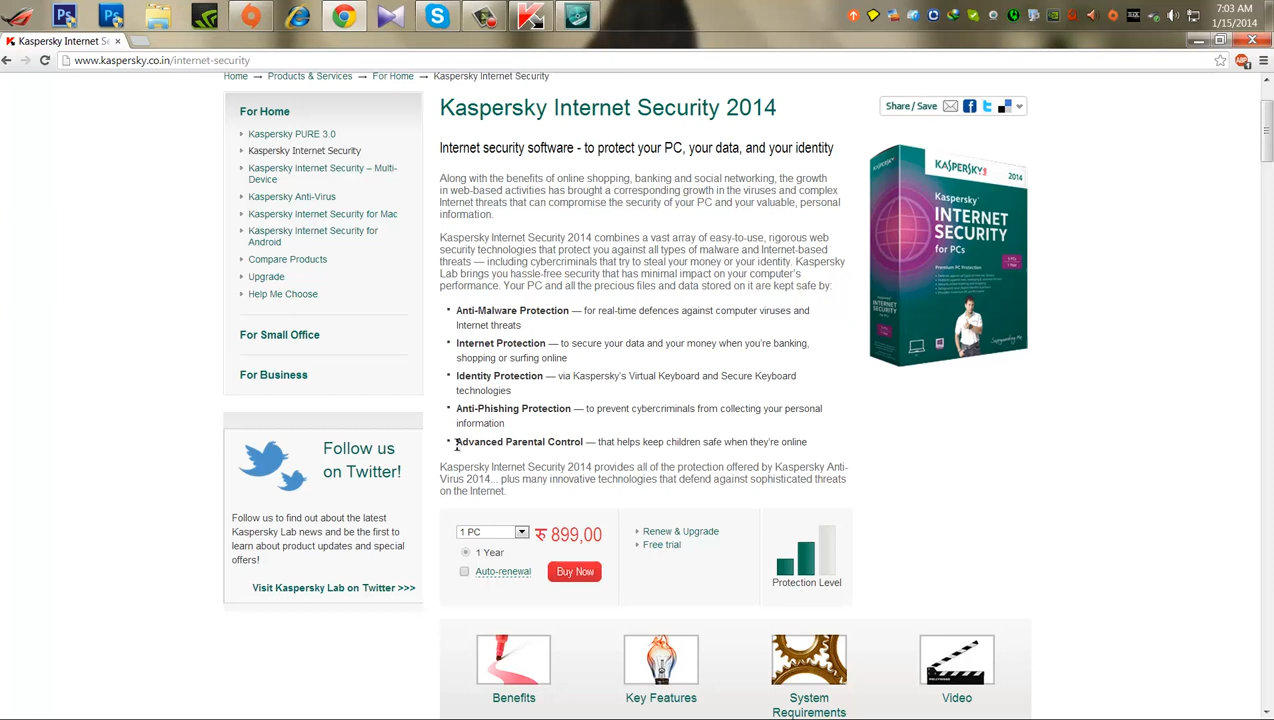 7:03 AM
1/15/2014
Kaspersky Internet Se
www.kaspersky.co.in/internet-security
Home → Products & Services → For Home → Kaspersky Internet Security
For Home
Kaspersky PURE 3.0
Kaspersky Internet Security
Kaspersky Internet Security – Multi-
Device
Kaspersky Anti-Virus
Kaspersky Internet Security for Mac
Kaspersky Internet Security for
Android
Compare Products
Upgrade
Help Me Choose
For Small Office
For Business
Follow us
on Twitter!
Follow us to find out about the latest
Kaspersky Lab news and be the first to
learn about product updates and special
offers!
Visit Kaspersky Lab on Twitter >>>
Kaspersky Internet Security 2014
Share / Save
Internet security software - to protect your PC, your data, and your identity
Along with the benefits of online shopping, banking and social networking, the growth
in web-based activities has brought a corresponding growth in the viruses and complex
Internet threats that can compromise the security of your PC and your valuable, personal
information.
Kaspersky Internet Security 2014 combines a vast array of easy-to-use, rigorous web
security technologies that protect you against all types of malware and Internet-based
threats — including cybercriminals that try to steal your money or your identity. Kaspersky
Lab brings you hassle-free security that has minimal impact on your computer's
performance. Your PC and all the precious files and data stored on it are kept safe by:
Anti-Malware Protection — for real-time defences against computer viruses and
Internet threats
Internet Protection — to secure your data and your money when you're banking,
shopping or surfing online
Identity Protection — via Kaspersky's Virtual Keyboard and Secure Keyboard
technologies
Anti-Phishing Protection — to prevent cybercriminals from collecting your personal
information
Advanced Parental Control — that helps keep children safe when they're online
Kaspersky Internet Security 2014 provides all of the protection offered by Kaspersky Anti-
Virus 2014... plus many innovative technologies that defend against sophisticated threats
on the Internet.
KASPERSKY
2014
Kaspersky
INTERNET
SECURITY
for PCs
Premium PC Protection
1 PC
रु 899,00
1 Year
Auto-renewal
Buy Now
Renew & Upgrade
Free trial
Protection Level
Benefits
Key Features
System
Requirements
Video